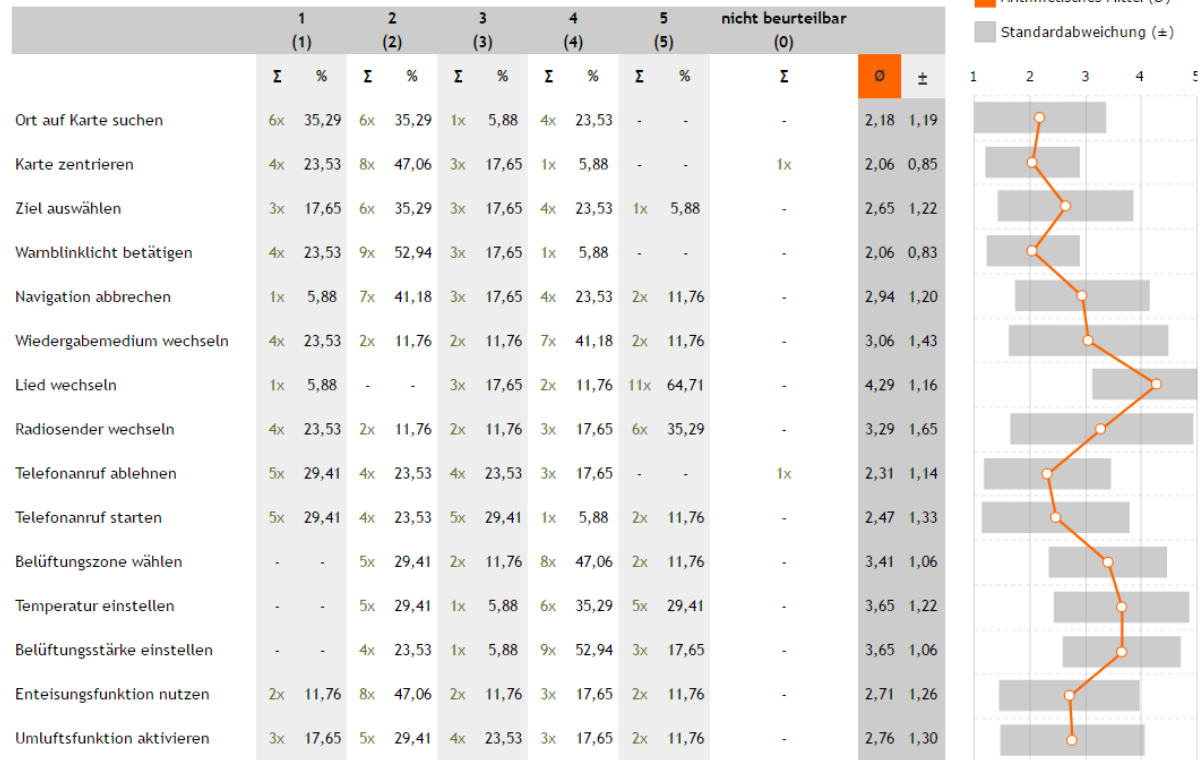 Arithmetisches Mittel (Ø)
Standardabweichung (±)
1 2 3 4 5 nicht beurteilbar
(1) (2) (3) (4) (5) (0)
Σ % Σ % Σ % Σ % Σ % Σ Ø ± 1 2 3 4 5
Ort auf Karte suchen 6x 35,29 6x 35,29 1x 5,88 4x 23,53 - - - 2,18 1,19
Karte zentrieren 4x 23,53 8x 47,06 3x 17,65 1x 5,88 - - 1x 2,06 0,85
Ziel auswählen 3x 17,65 6x 35,29 3x 17,65 4x 23,53 1x 5,88 - 2,65 1,22
Warnblinklicht betätigen 4x 23,53 9x 52,94 3x 17,65 1x 5,88 - - - 2,06 0,83
Navigation abbrechen 1x 5,88 7x 41,18 3x 17,65 4x 23,53 2x 11,76 - 2,94 1,20
Wiedergabemedium wechseln 4x 23,53 2x 11,76 2x 11,76 7x 41,18 2x 11,76 - 3,06 1,43
Lied wechseln 1x 5,88 - - 3x 17,65 2x 11,76 11x 64,71 - 4,29 1,16
Radiosender wechseln 4x 23,53 2x 11,76 2x 11,76 3x 17,65 6x 35,29 - 3,29 1,65
Telefonanruf ablehnen 5x 29,41 4x 23,53 4x 23,53 3x 17,65 - - 1x 2,31 1,14
Telefonanruf starten 5x 29,41 4x 23,53 5x 29,41 1x 5,88 2x 11,76 - 2,47 1,33
Belüftungszone wählen - - 5x 29,41 2x 11,76 8x 47,06 2x 11,76 - 3,41 1,06
Temperatur einstellen - - 5x 29,41 1x 5,88 6x 35,29 5x 29,41 - 3,65 1,22
Belüftungsstärke einstellen - - 4x 23,53 1x 5,88 9x 52,94 3x 17,65 - 3,65 1,06
Enteisungsfunktion nutzen 2x 11,76 8x 47,06 2x 11,76 3x 17,65 2x 11,76 - 2,71 1,26
Umluftsfunktion aktivieren 3x 17,65 5x 29,41 4x 23,53 3x 17,65 2x 11,76 - 2,76 1,30